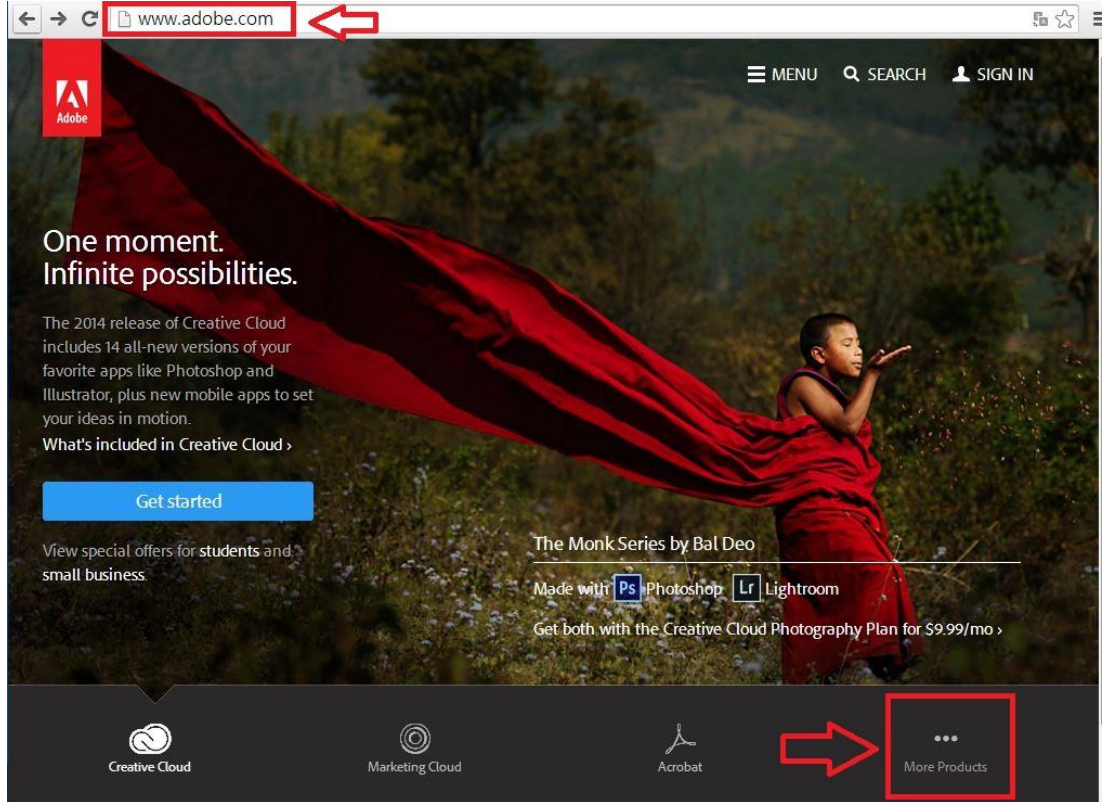 www.adobe.com
MENU SEARCH SIGN IN
Adobe
One moment.
Infinite possibilities.
The 2014 release of Creative Cloud
includes 14 all-new versions of your
favorite apps like Photoshop and
Illustrator, plus new mobile apps to set
your ideas in motion.
What's included in Creative Cloud ›
Get started
View special offers for students and
small business.
The Monk Series by Bal Deo
Made with Ps Photoshop Lr Lightroom
Get both with the Creative Cloud Photography Plan for $9.99/mo ›
Creative Cloud Marketing Cloud Acrobat More Products